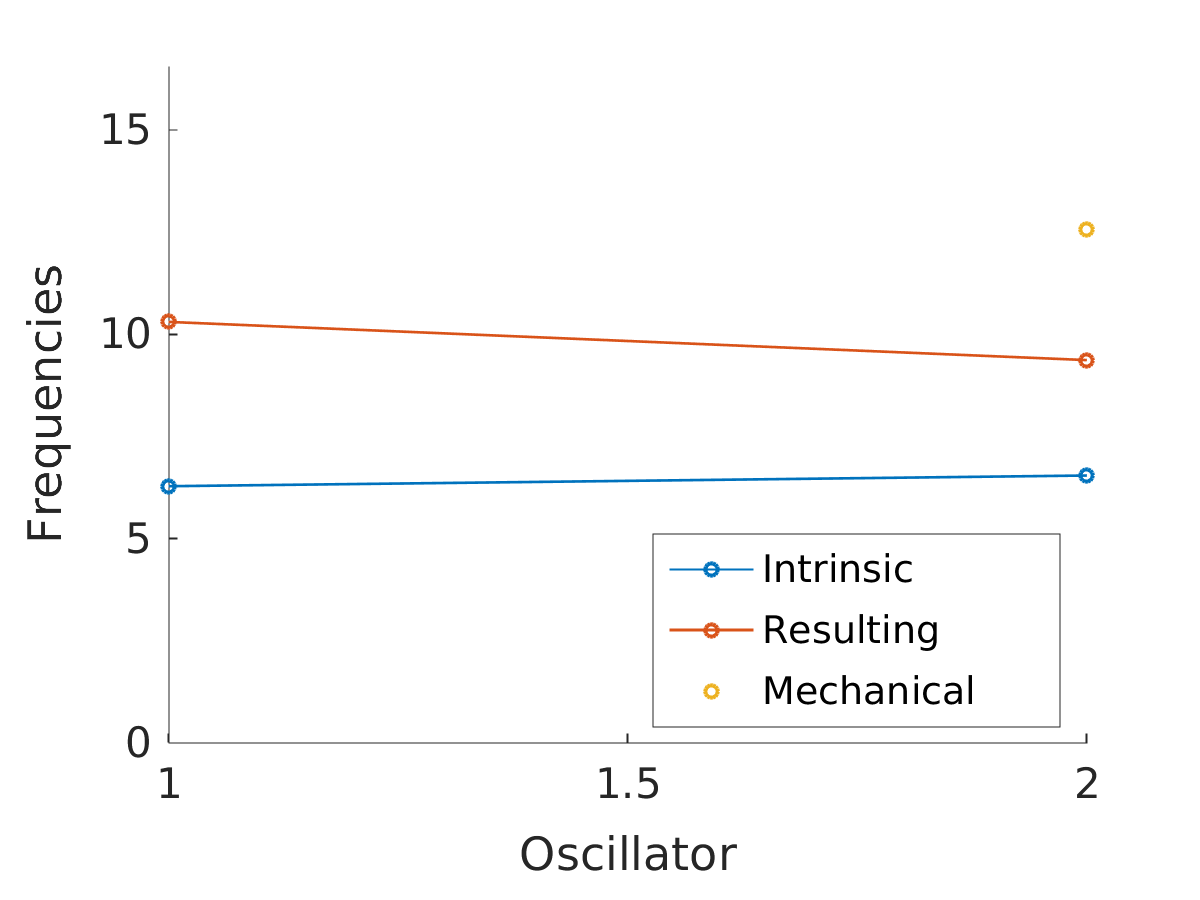 15
10
5
0
Frequencies
1
1.5
2
Oscillator
Intrinsic
Resulting
Mechanical